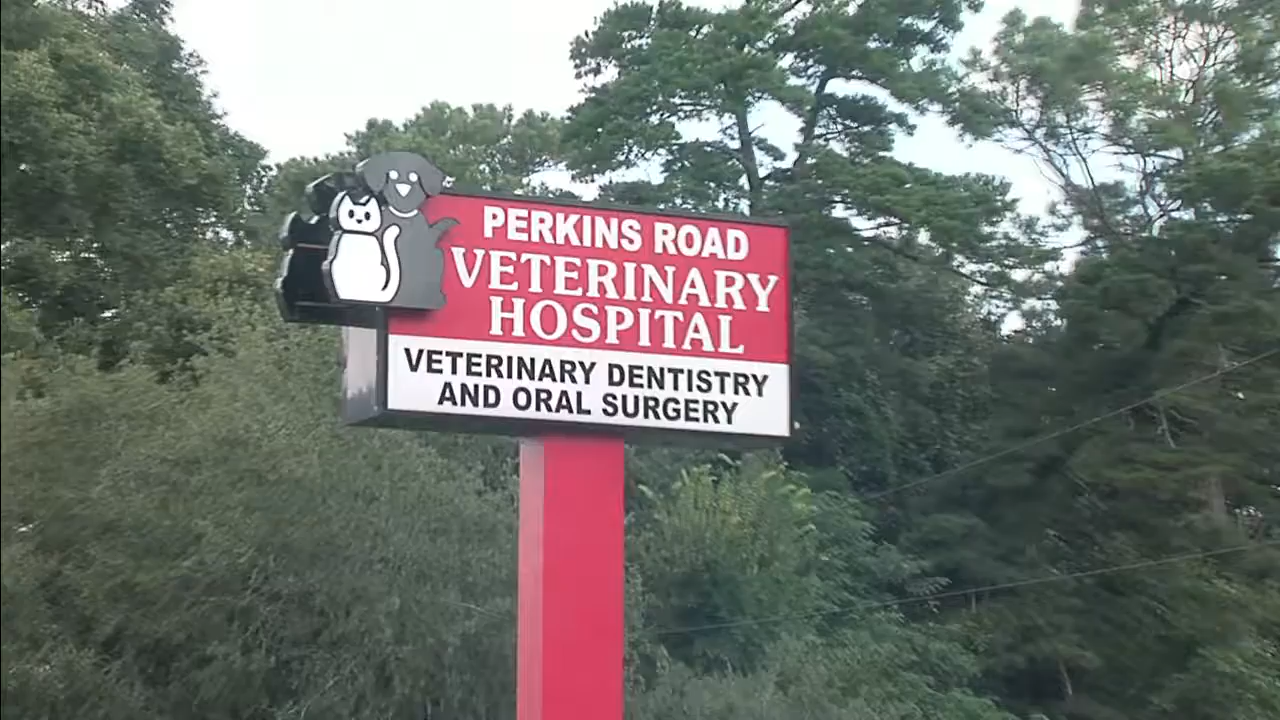 PERKINS ROAD
VETERINARY
HOSPITAL
VETERINARY DENTISTRY
AND ORAL SURGERY